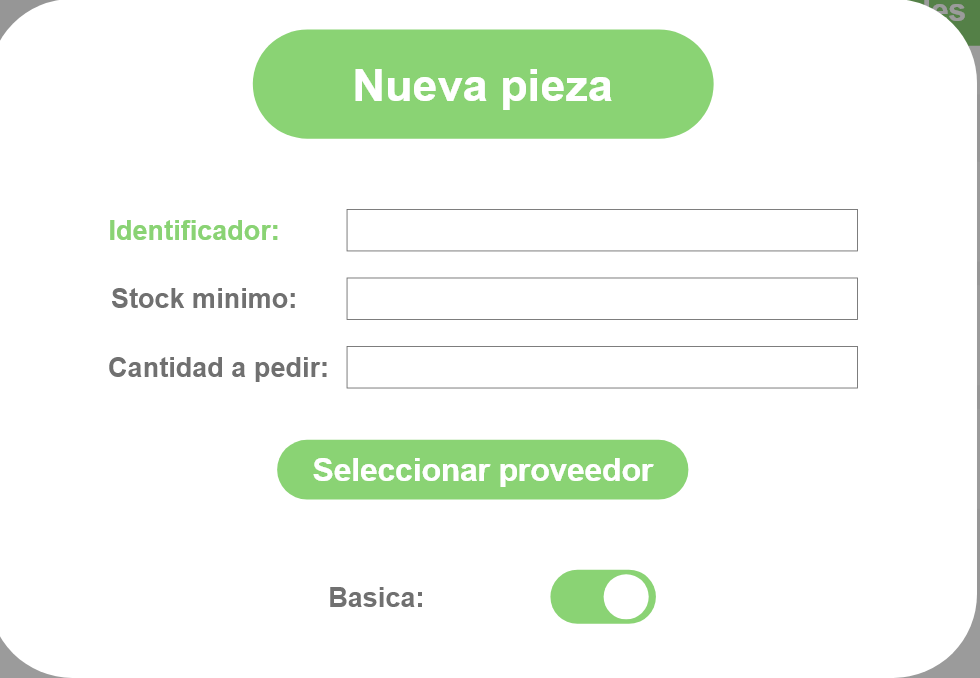 Nueva pieza
Identificador:
Stock minimo:
Cantidad a pedir:
Seleccionar proveedor
Basica: